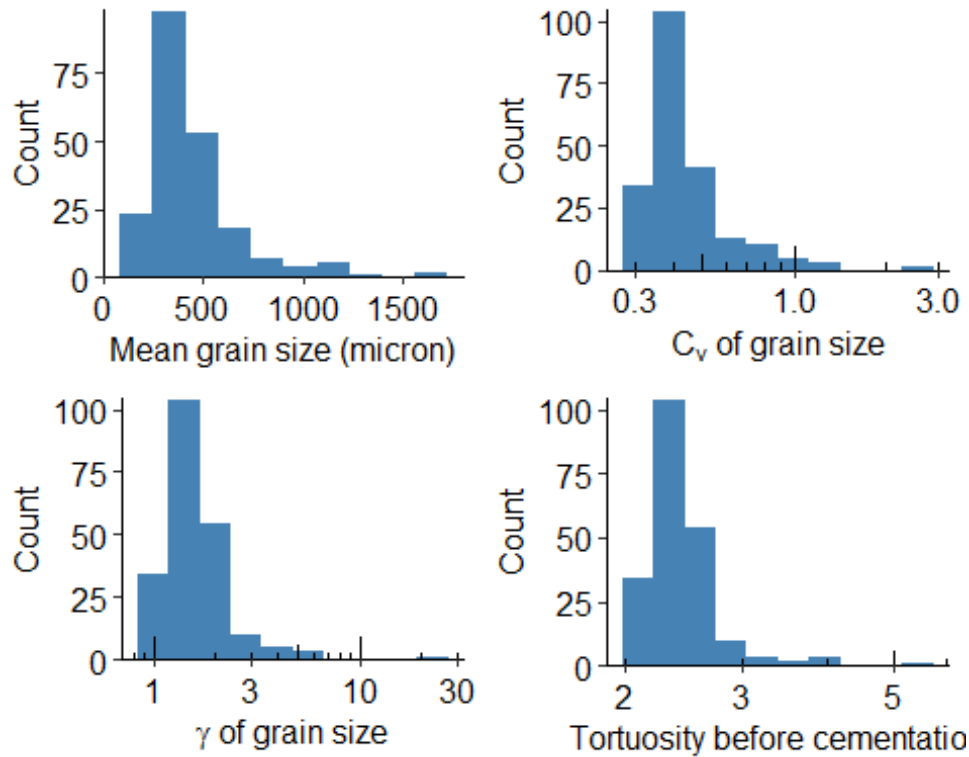 Count
75
50
25
0
0 500 1000 1500
Mean grain size (micron)
Count
100
75
50
25
0
0.3 1.0 3.0
Cᵥ of grain size
Count
100
75
50
25
0
1 3 10 30
γ of grain size
Count
100
75
50
25
0
2 3 5
Tortuosity before cementatio